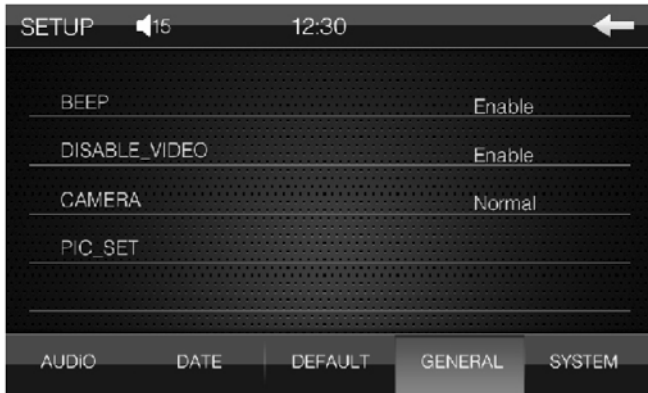 SETUP 15 12:30
BEEP Enable
DISABLE_VIDEO Enable
CAMERA Normal
PIC_SET
AUDiO DATE DEFAULT GENERAL SYSTEM